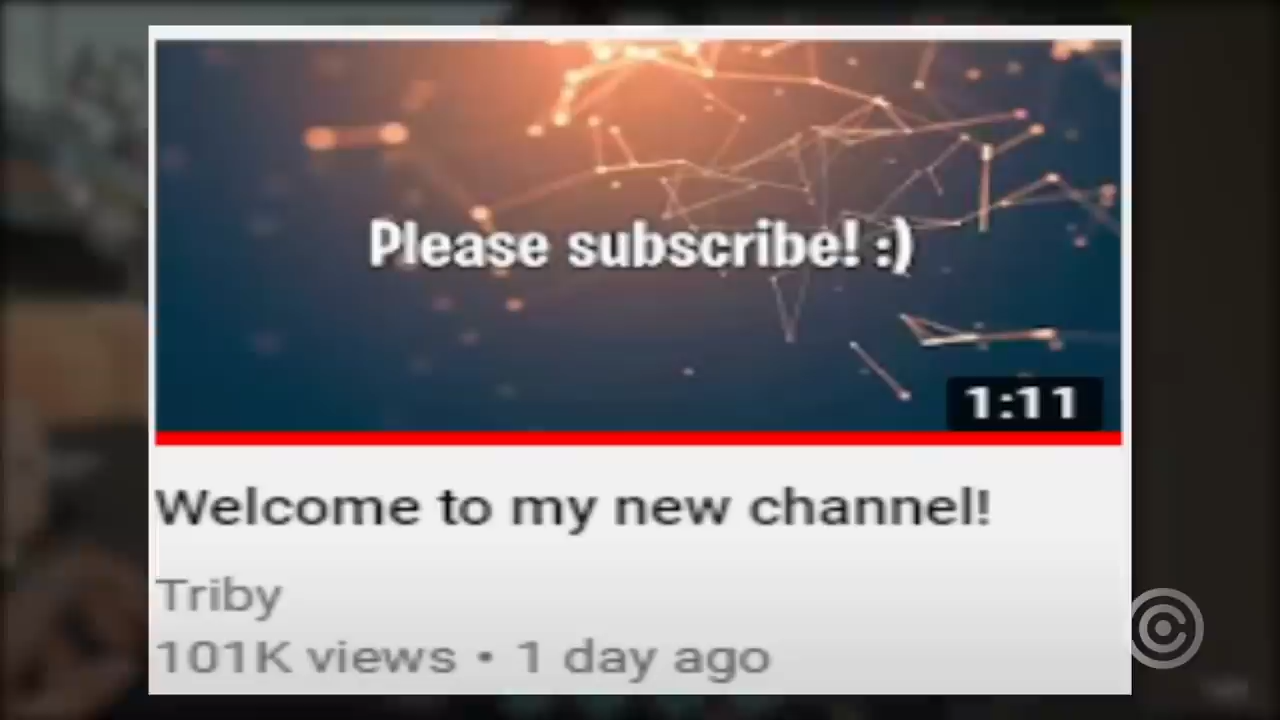 Please subscribe! :)
1:11
Welcome to my new channel!
Triby
101K views • 1 day ago